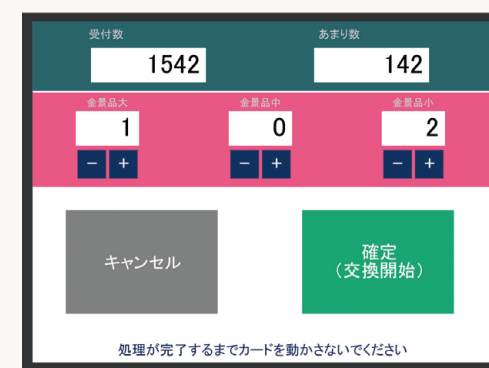 受付数 あまり数
1542 142
金景品大 金景品中 金景品小
1 0 2
- + - + - +
キャンセル
確定
（交換開始）
処理が完了するまでカードを動かさないでください